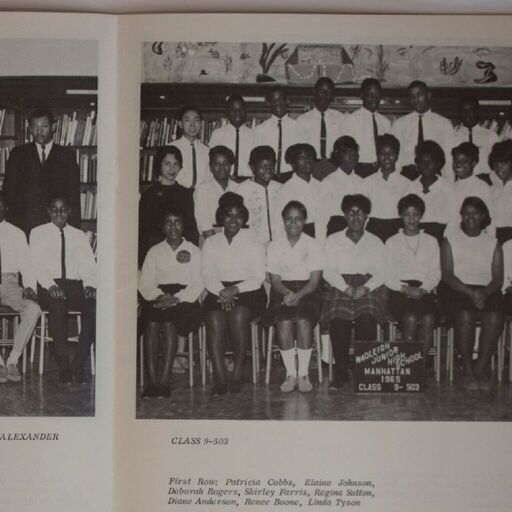 WADLEIGH
JUNIOR HIGH
SCHOOL
MANHATTAN
1965
CLASS 9-503
ALEXANDER
CLASS 9-503
First Row: Patricia Cobbs, Elaine Johnson,
Deborah Rogers, Shirley Farris, Regina Sutton,
Diane Anderson, Renee Boone, Linda Tyson